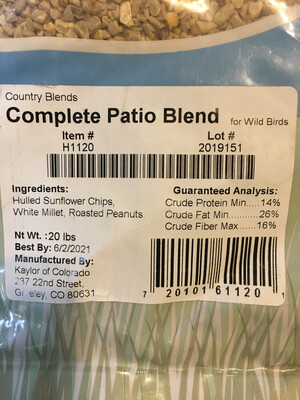 Country Blends
Complete Patio Blend for Wild Birds
Item # Lot #
H1120 2019151
Ingredients:
Hulled Sunflower Chips,
White Millet, Roasted Peanuts.
Guaranteed Analysis:
Crude Protein Min.....14%
Crude Fat Min............26%
Crude Fiber Max.......16%
Nt Wt. :20 lbs
Best By: 6/2/2021
Manufactured By:
Kaylor of Colorado
237 22nd Street,
Greeley, CO 80631
7 20101 61120 1